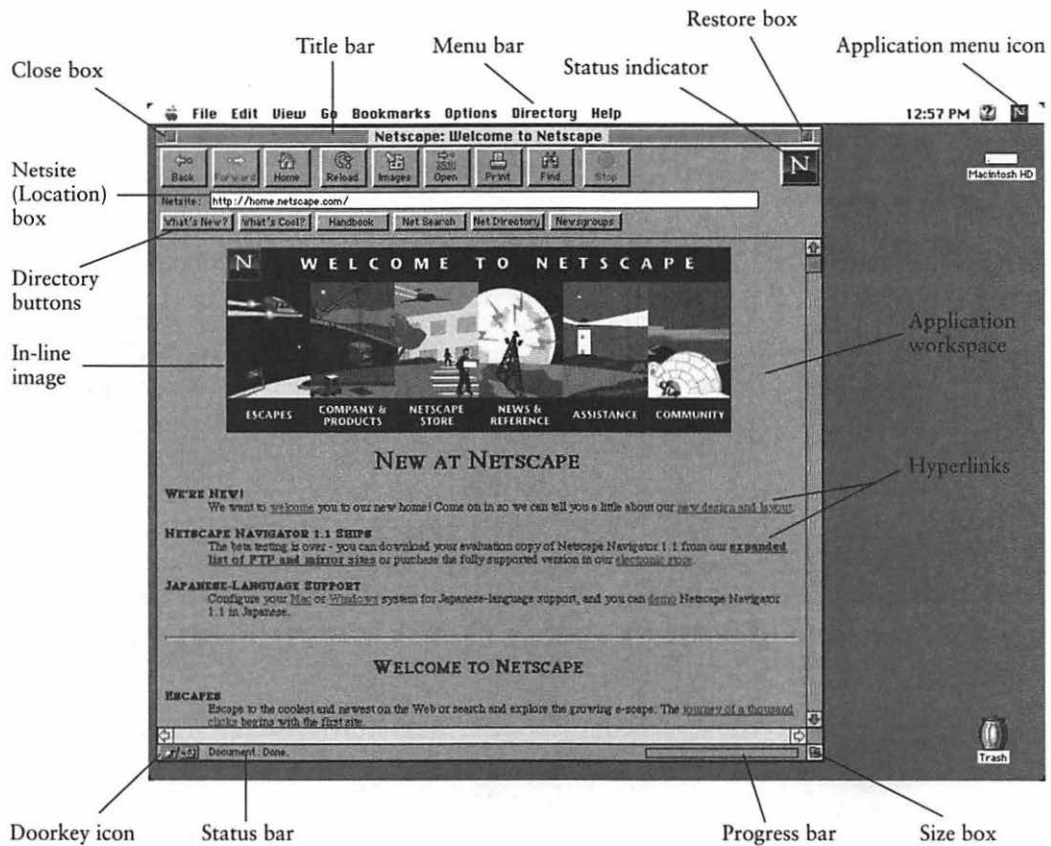 Restore box
Title bar
Menu bar
Application menu icon
Close box
Status indicator
File Edit View Go Bookmarks Options Directory Help
12:57 PM
Netscape: Welcome to Netscape
Back
Forward
Home
Reload
Images
Open
Print
Find
Stop
N
Macintosh HD
Netsite
(Location)
box
Netsite: http://home.netscape.com/
What's New? What's Cool? Handbook Net Search Net Directory Newsgroups
Directory
buttons
N WELCOME TO NETSCAPE
In-line
image
Application
workspace
ESCAPES
COMPANY &
PRODUCTS
NETSCAPE
STORE
NEWS &
REFERENCE
ASSISTANCE
COMMUNITY
NEW AT NETSCAPE
Hyperlinks
WE'RE NEW!
We want to welcome you to our new home! Come on in so we can tell you a little about our new design and layout.
NETSCAPE NAVIGATOR 1.1 SHIPS
The beta testing is over - you can download your evaluation copy of Netscape Navigator 1.1 from our expanded
list of FTP and mirror sites or purchase the fully supported version in our electronic store.
JAPANESE-LANGUAGE SUPPORT
Configure your Mac or Windows system for Japanese-language support, and you can demo Netscape Navigator
1.1 in Japanese.
WELCOME TO NETSCAPE
ESCAPES
Escape to the coolest and newest on the Web or search and explore the growing e-scape. The journey of a thousand
clicks begins with the first site.
Document: Done.
Trash
Doorkey icon
Status bar
Progress bar
Size box